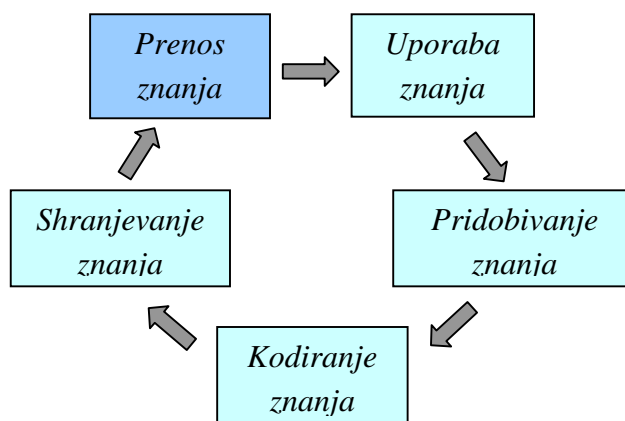 Prenos
znanja
Uporaba
znanja
Shranjevanje
znanja
Pridobivanje
znanja
Kodiranje
znanja